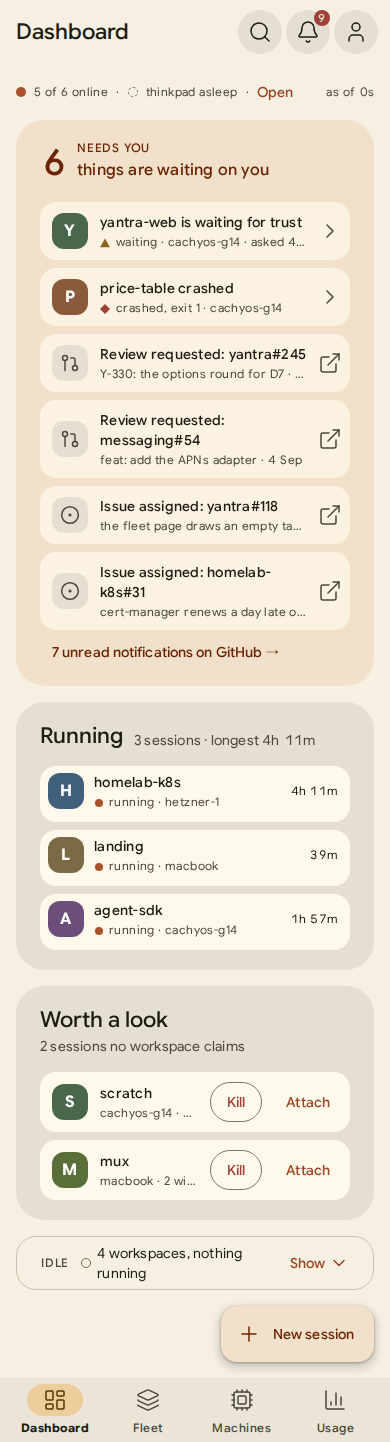 Dashboard
9
5 of 6 online · thinkpad asleep · Open as of 0s
6 NEEDS YOU
things are waiting on you
Y yantra-web is waiting for trust
waiting · cachyos-g14 · asked 4...
P price-table crashed
crashed, exit 1 · cachyos-g14
Review requested: yantra#245
Y-330: the options round for D7 · ...
Review requested:
messaging#54
feat: add the APNs adapter · 4 Sep
Issue assigned: yantra#118
the fleet page draws an empty ta...
Issue assigned: homelab-
k8s#31
cert-manager renews a day late o...
7 unread notifications on GitHub →
Running 3 sessions · longest 4h 11m
H homelab-k8s
running · hetzner-1
4h 11m
L landing
running · macbook
39m
A agent-sdk
running · cachyos-g14
1h 57m
Worth a look
2 sessions no workspace claims
S scratch
cachyos-g14 · ...
Kill Attach
M mux
macbook · 2 wi...
Kill Attach
IDLE 4 workspaces, nothing
running
Show
+ New session
Dashboard Fleet Machines Usage